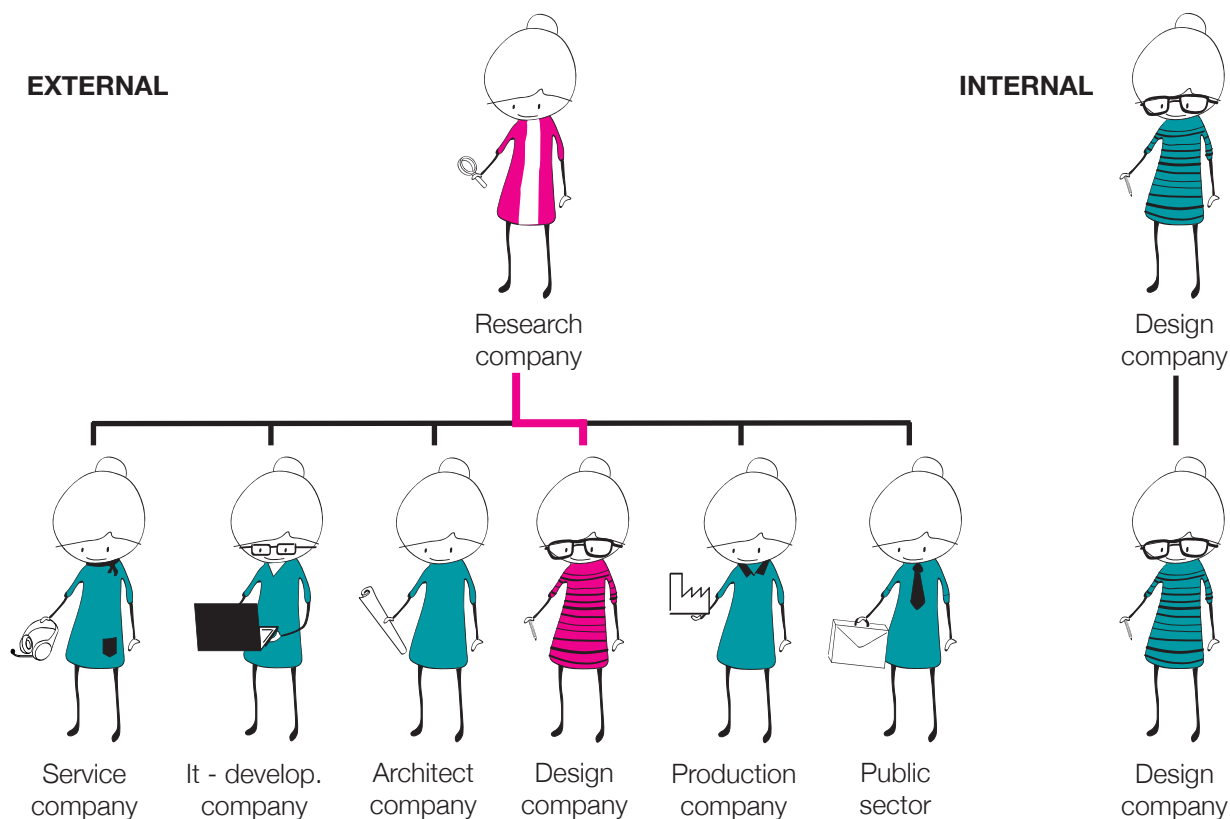 EXTERNAL
INTERNAL
Research
company
Design
company
Service
company
It - develop.
company
Architect
company
Design
company
Production
company
Public
sector
Design
company